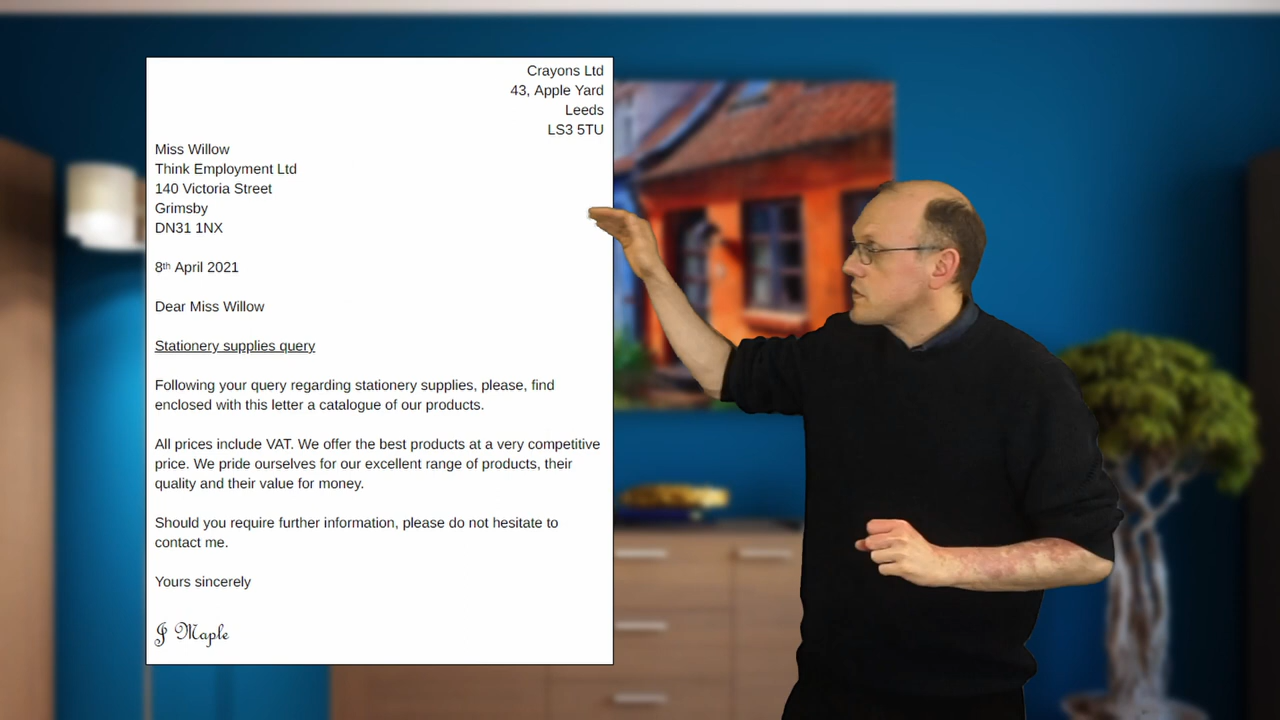 Crayons Ltd
43, Apple Yard
Leeds
LS3 5TU
Miss Willow
Think Employment Ltd
140 Victoria Street
Grimsby
DN31 1NX
8th April 2021
Dear Miss Willow
Stationery supplies query
Following your query regarding stationery supplies, please, find
enclosed with this letter a catalogue of our products.
All prices include VAT. We offer the best products at a very competitive
price. We pride ourselves for our excellent range of products, their
quality and their value for money.
Should you require further information, please do not hesitate to
contact me.
Yours sincerely
J Maple